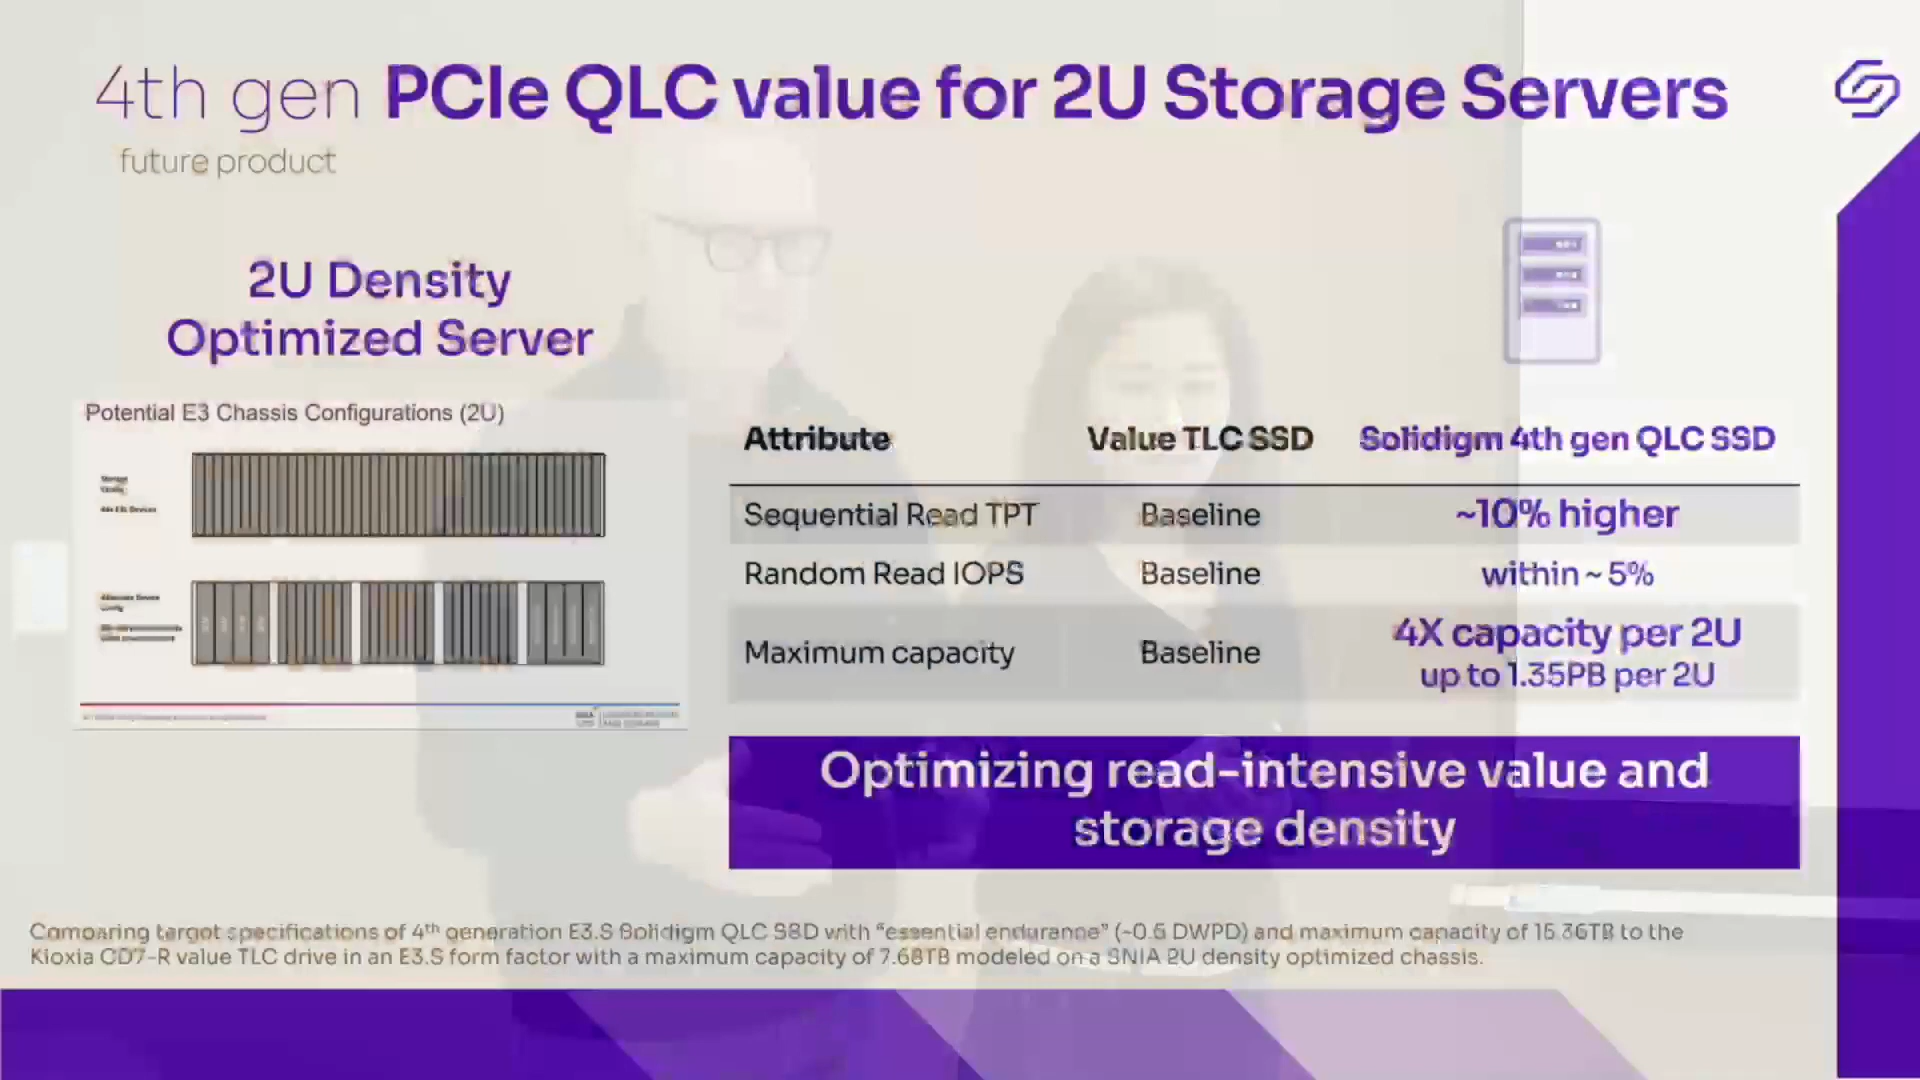 4th gen PCIe QLC value for 2U Storage Servers
future product
2U Density
Optimized Server
Potential E3 Chassis Configurations (2U)
Attribute Value TLC SSD Solidigm 4th gen QLC SSD
Sequential Read TPT Baseline ~10% higher
Random Read IOPS Baseline within ~ 5%
Maximum capacity Baseline 4X capacity per 2U
up to 1.35PB per 2U
Optimizing read-intensive value and
storage density
Comparing target specifications of 4th generation E3.S Solidigm QLC SSD with “essential endurance” (~0.5 DWPD) and maximum capacity of 15.36TB to the
Kioxia CD7-R value TLC drive in an E3.S form factor with a maximum capacity of 7.68TB modeled on a SNIA 2U density optimized chassis.